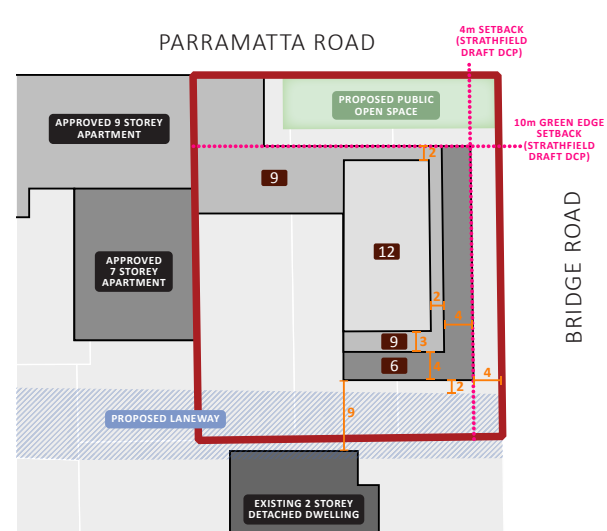 4m SETBACK
(STRATHFIELD
DRAFT DCP)
PARRAMATTA ROAD
PROPOSED PUBLIC
OPEN SPACE
APPROVED 9 STOREY
APARTMENT
10m GREEN EDGE
SETBACK
(STRATHFIELD
DRAFT DCP)
2
9
BRIDGE ROAD
12
APPROVED
7 STOREY
APARTMENT
2
4
9
3
6
4
4
2
9
PROPOSED LANEWAY
EXISTING 2 STOREY
DETACHED DWELLING